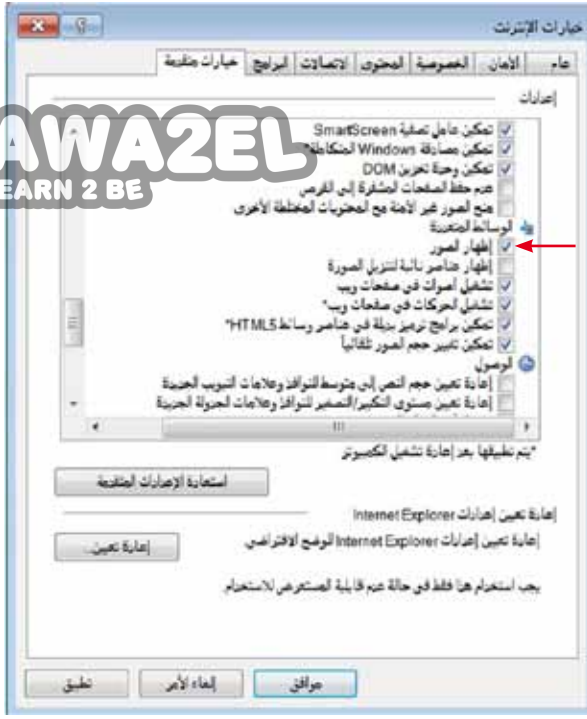 خيارات الإنترنت
عام الأمان الخصوصية المحتوى الاتصالات البرامج خيارات متقدمة
إعدادات
تمكين عامل تصفية SmartScreen
تمكين مصادقة Windows المتكاملة*
تمكين وحدة تخزين DOM
عدم حفظ الصفحات المشفرة إلى القرص
منع الصور غير الآمنة مع المحتويات المختلطة الأخرى
الوسائط المتعددة
إظهار الصور
إظهار عناصر نائبة لتنزيل الصورة
تشغيل أصوات في صفحات ويب
تشغيل الحركات في صفحات ويب*
تمكين برامج ترميز بديلة في عناصر وسائط HTML5*
تمكين تغيير حجم الصور تلقائياً
الوصول
إعادة تعيين حجم النص إلى متوسط للنوافذ وعلامات التبويب الجديدة
إعادة تعيين مستوى التكبير/التصغير للنوافذ وعلامات الجدولة الجديدة
*يتم تطبيقها بعد إعادة تشغيل الكمبيوتر
استعادة الإعدادات المتقدمة
إعادة تعيين إعدادات Internet Explorer
إعادة تعيين إعدادات Internet Explorer للوضع الافتراضي.
إعادة تعيين...
يجب استخدام هذا فقط في حالة عدم قابلية المستعرض للاستخدام.
موافق إلغاء الأمر تطبيق
AWA2EL
EARN 2 BE